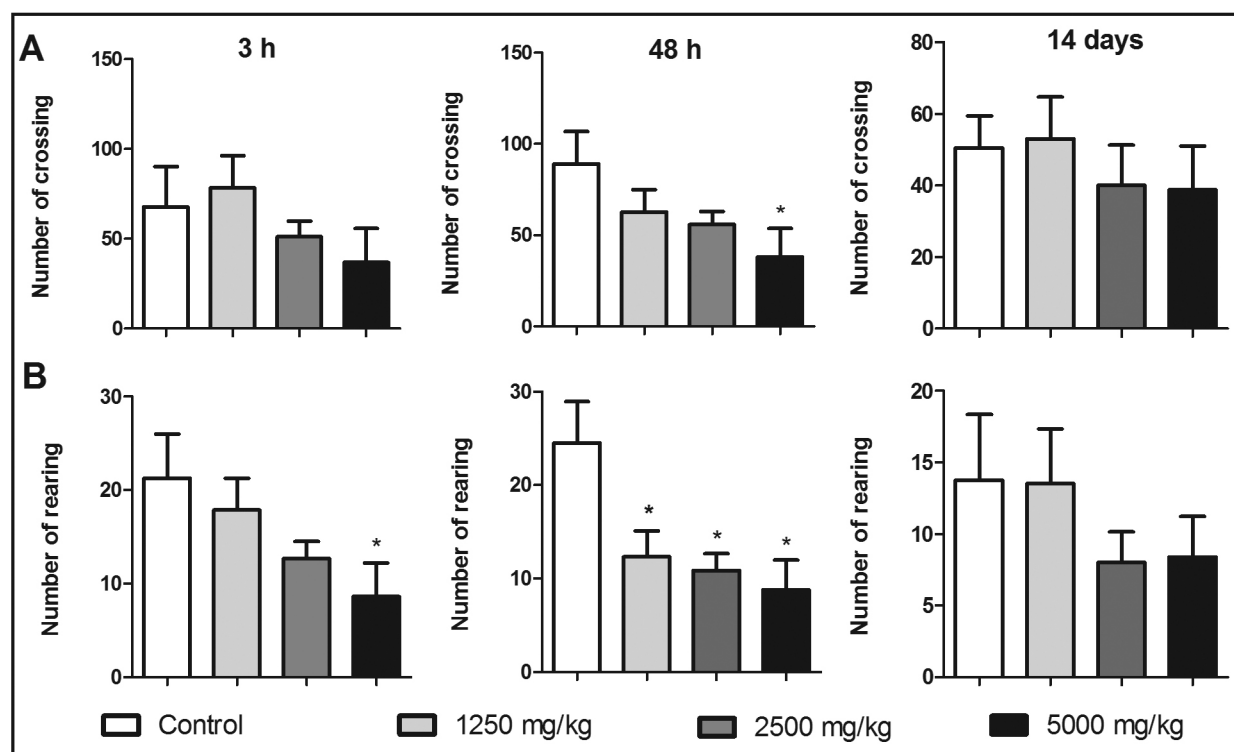 A
3 h
48 h
14 days
Number of crossing
150
100
50
0
Number of crossing
150
100
50
0
*
Number of crossing
80
60
40
20
0
B
Number of rearing
30
20
10
0
*
Number of rearing
30
20
10
0
* * *
Number of rearing
20
15
10
5
0
Control 1250 mg/kg 2500 mg/kg 5000 mg/kg